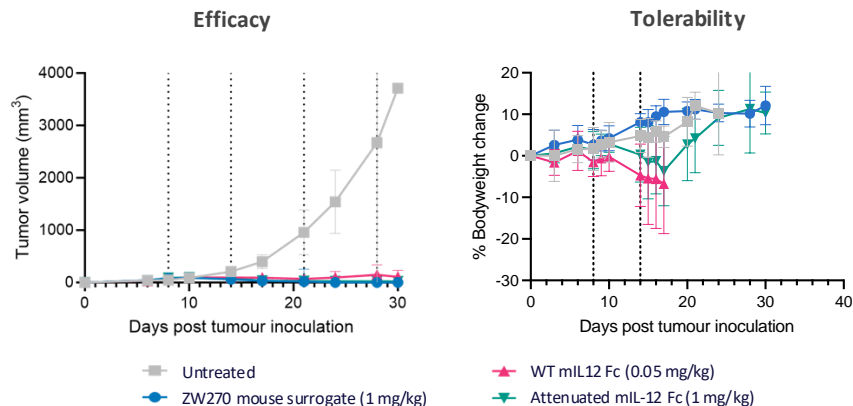 Efficacy
Tumor volume (mm3)
4000
3000
2000
1000
0
0
10
20
30
Days post tumour inoculation
Tolerability
% Bodyweight change
20
10
0
-10
-20
-30
0
10
20
30
40
Days post tumour inoculation
Untreated
WT mIL12 Fc (0.05 mg/kg)
ZW270 mouse surrogate (1 mg/kg)
Attenuated mIL-12 Fc (1 mg/kg)